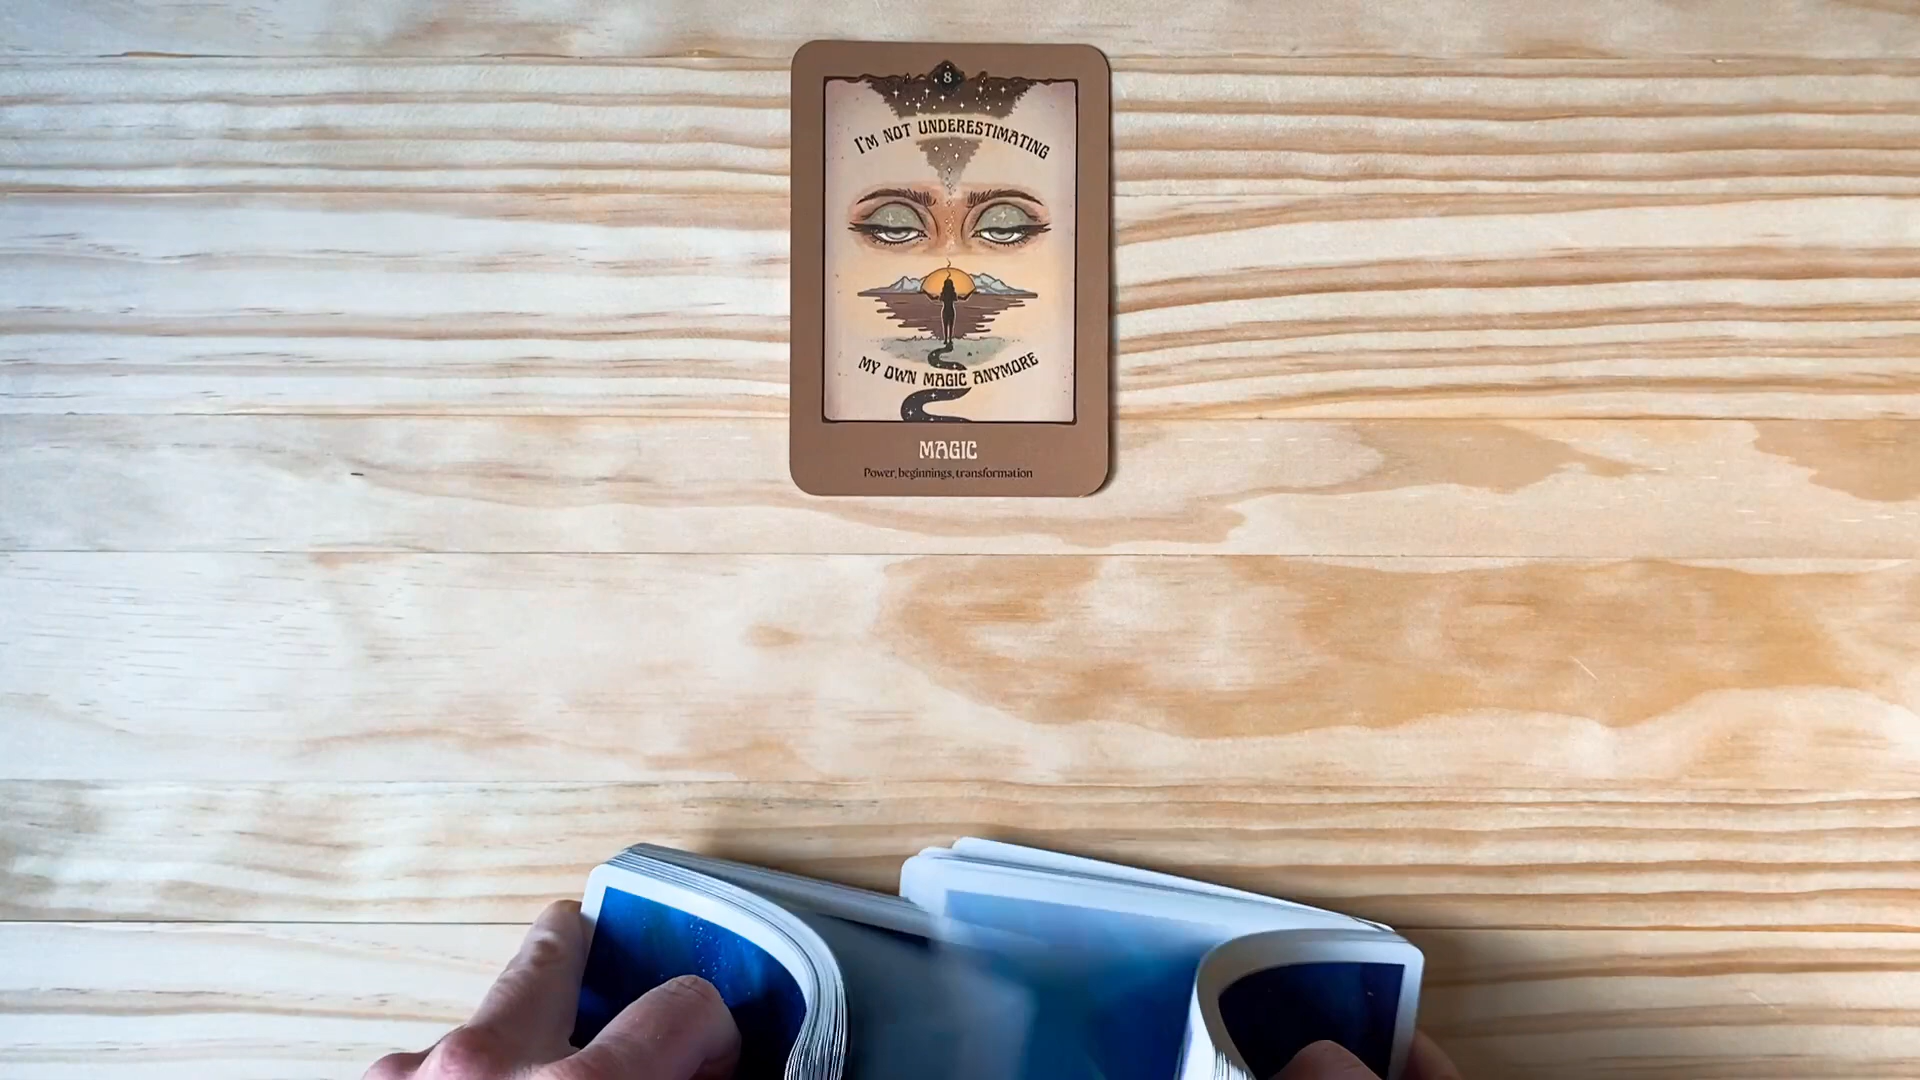 8
I'M NOT UNDERESTIMATING
MY OWN MAGIC ANYMORE
MAGIC
Power, beginnings, transformation